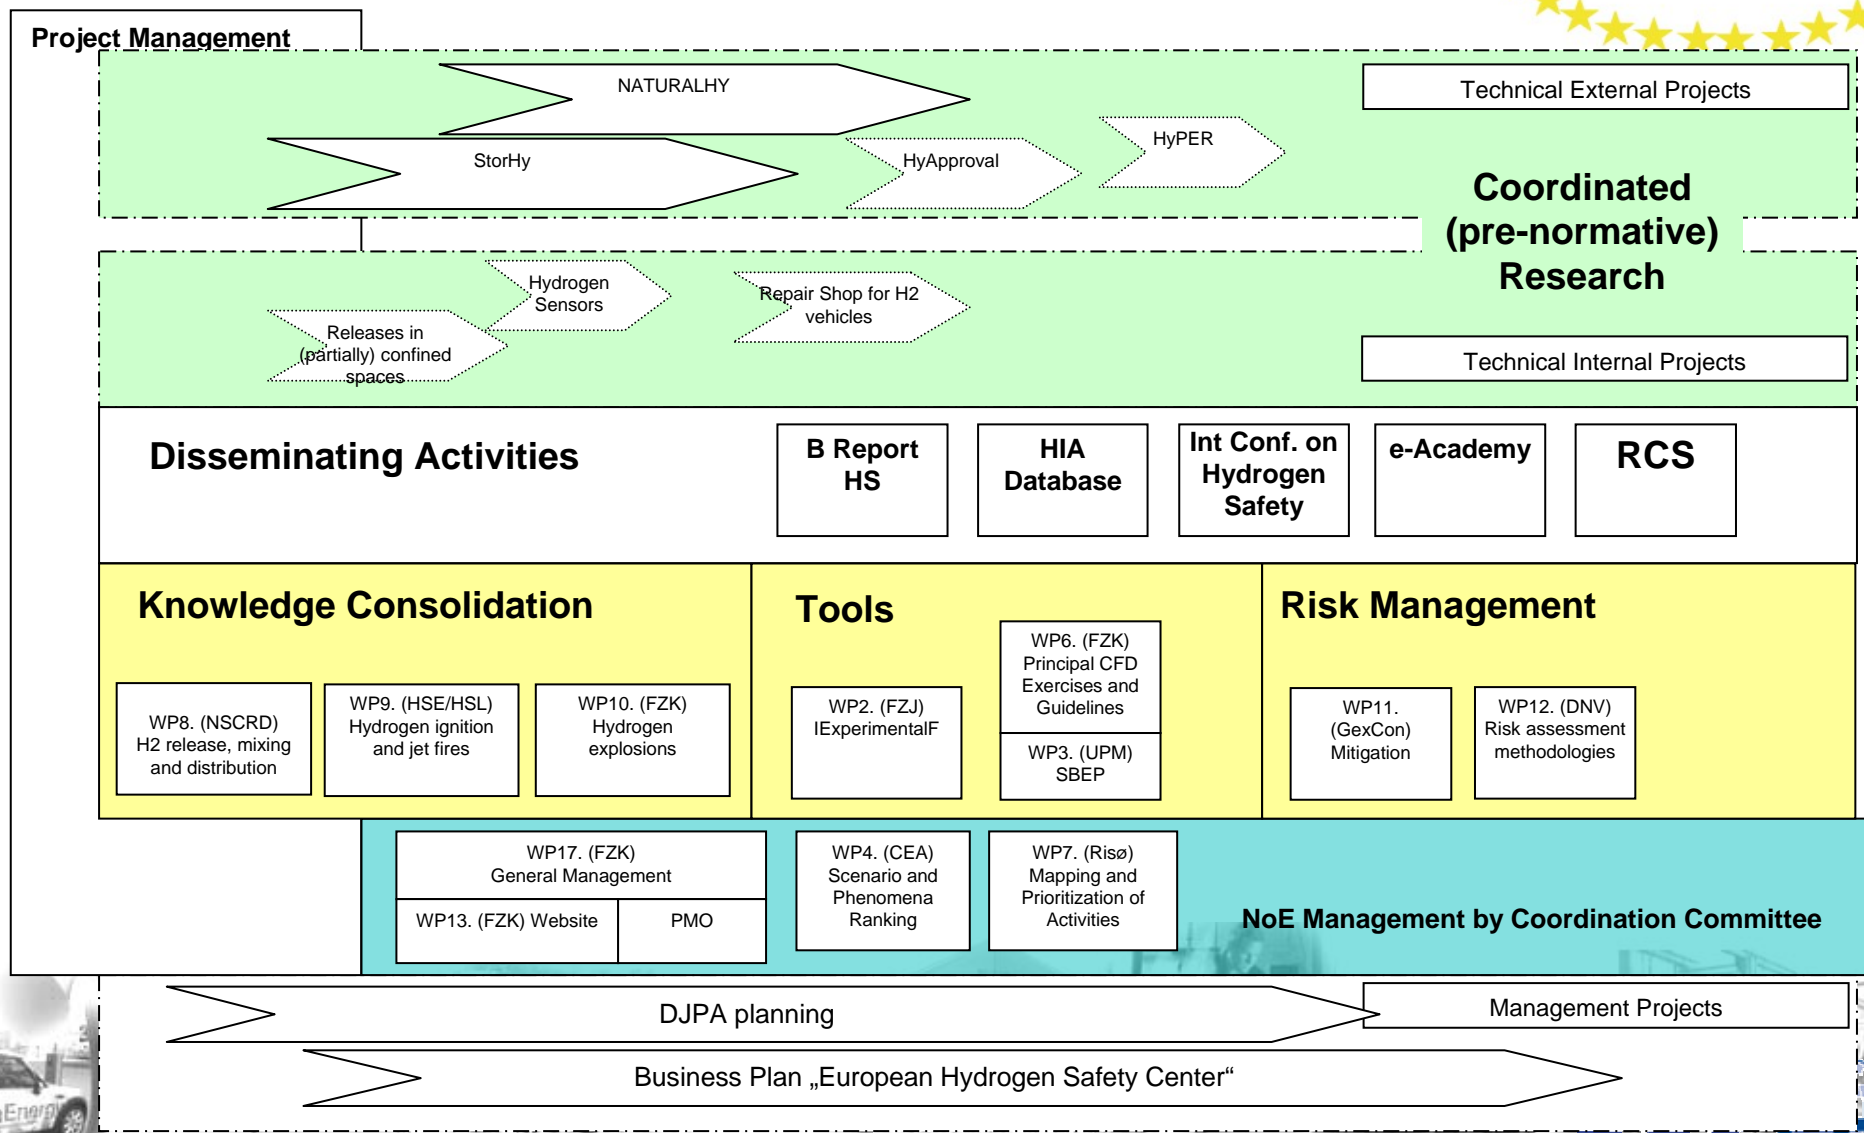 Project Management
NATURALHY
Technical External Projects
StorHy
HyApproval
HyPER
Coordinated
(pre-normative)
Research
Hydrogen
Sensors
Repair Shop for H2
vehicles
Releases in
(partially) confined
spaces
Technical Internal Projects
Disseminating Activities
B Report
HS
HIA
Database
Int Conf. on
Hydrogen
Safety
e-Academy
RCS
Knowledge Consolidation
WP8. (NSCRD)
H2 release, mixing
and distribution
WP9. (HSE/HSL)
Hydrogen ignition
and jet fires
WP10. (FZK)
Hydrogen
explosions
Tools
WP2. (FZJ)
IExperimentalF
WP6. (FZK)
Principal CFD
Exercises and
Guidelines
WP3. (UPM)
SBEP
Risk Management
WP11.
(GexCon)
Mitigation
WP12. (DNV)
Risk assessment
methodologies
WP17. (FZK)
General Management
WP13. (FZK) Website
PMO
WP4. (CEA)
Scenario and
Phenomena
Ranking
WP7. (Risø)
Mapping and
Prioritization of
Activities
NoE Management by Coordination Committee
DJPA planning
Management Projects
Business Plan „European Hydrogen Safety Center“
Energy